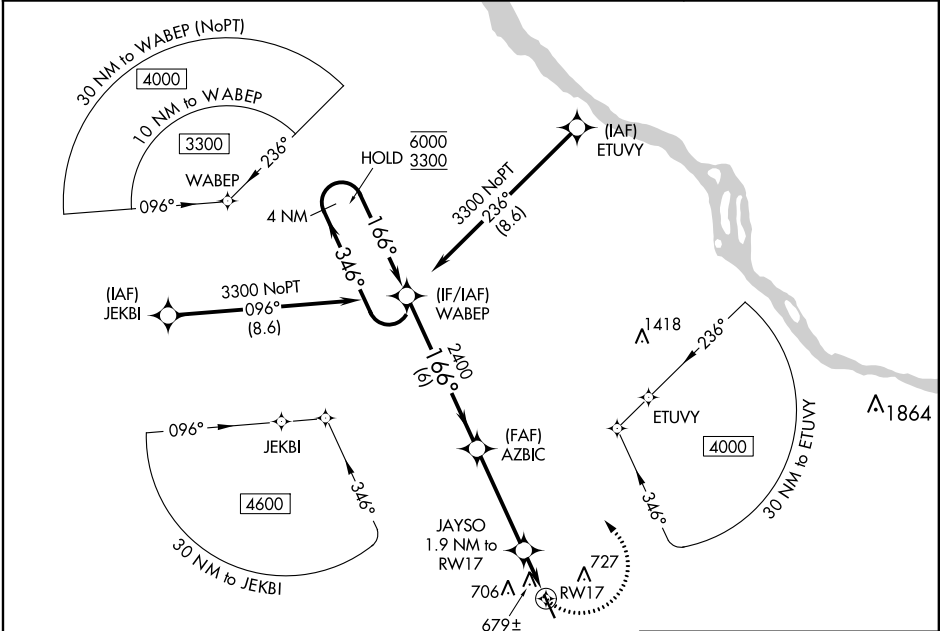 30 NM to WABEP (NoPT)
4000
10 NM to WABEP
3300
236°
WABEP
096°
HOLD
6000
3300
4 NM
166°
346°
(IAF)
ETUVY
3300 NoPT
236°
(8.6)
(IAF)
JEKBI
3300 NoPT
096°
(8.6)
(IF/IAF)
WABEP
2400
166°
(6)
1418
236°
ETUVY
4000
346°
30 NM to ETUVY
1864
096°
JEKBI
346°
4600
30 NM to JEKBI
(FAF)
AZBIC
JAYSO
1.9 NM to
RW17
706
727
RW17
679±